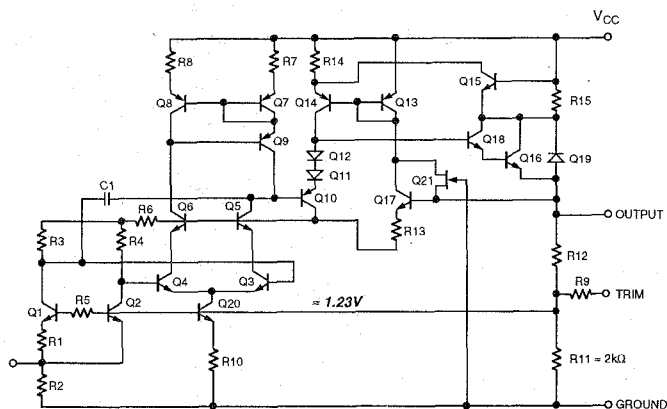 VCC
R8
R7
R14
Q15
R15
Q8
Q7
Q14
Q13
Q18
Q16
Q19
Q9
Q12
Q11
Q21
C1
Q10
Q17
R6
Q6
Q5
R13
OUTPUT
R3
R4
R12
Q4
Q3
R9
TRIM
≈ 1.23V
Q1
R5
Q2
Q20
R1
R11 ≈ 2kΩ
R2
R10
GROUND